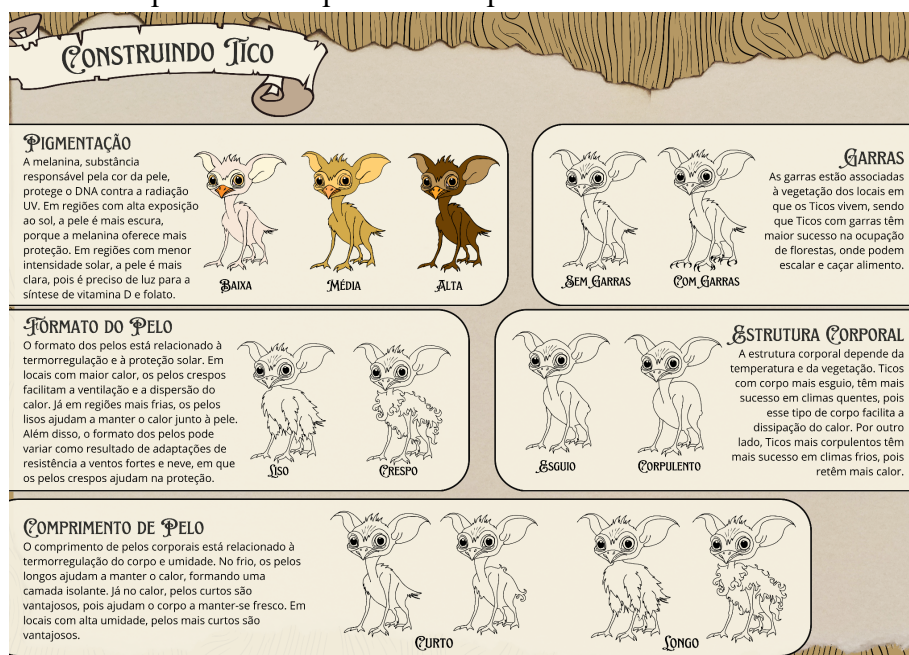 Construindo Tico
Pigmentação
A melanina, substância
responsável pela cor da pele,
protege o DNA contra a radiação
UV. Em regiões com alta exposição
ao sol, a pele é mais escura,
porque a melanina oferece mais
proteção. Em regiões com menor
intensidade solar, a pele é mais
clara, pois é preciso de luz para a
síntese de vitamina D e folato.
Baixa
Média
Alta
Garras
As garras estão associadas
à vegetação dos locais em
que os Ticos vivem, sendo
que Ticos com garras têm
maior sucesso na ocupação
de florestas, onde podem
escalar e caçar alimento.
Sem Garras
Com Garras
Formato do Pelo
O formato dos pelos está relacionado à
termorregulação e à proteção solar. Em
locais com maior calor, os pelos crespos
facilitam a ventilação e a dispersão do
calor. Já em regiões mais frias, os pelos
lisos ajudam a manter o calor junto à pele.
Além disso, o formato dos pelos pode
variar como resultado de adaptações de
resistência a ventos fortes e neve, em que
os pelos crespos ajudam na proteção.
Liso
Crespo
Estrutura Corporal
A estrutura corporal depende da
temperatura e da vegetação. Ticos
com corpo mais esguio, têm mais
sucesso em climas quentes, pois
esse tipo de corpo facilita a
dissipação do calor. Por outro
lado, Ticos mais corpulentos têm
mais sucesso em climas frios, pois
retêm mais calor.
Esguio
Corpulento
Comprimento de Pelo
O comprimento de pelos corporais está relacionado à
termorregulação do corpo e umidade. No frio, os pelos
longos ajudam a manter o calor, formando uma
camada isolante. Já no calor, pelos curtos são
vantajosos, pois ajudam o corpo a manter-se fresco. Em
locais com alta umidade, pelos mais curtos são
vantajosos.
Curto
Longo